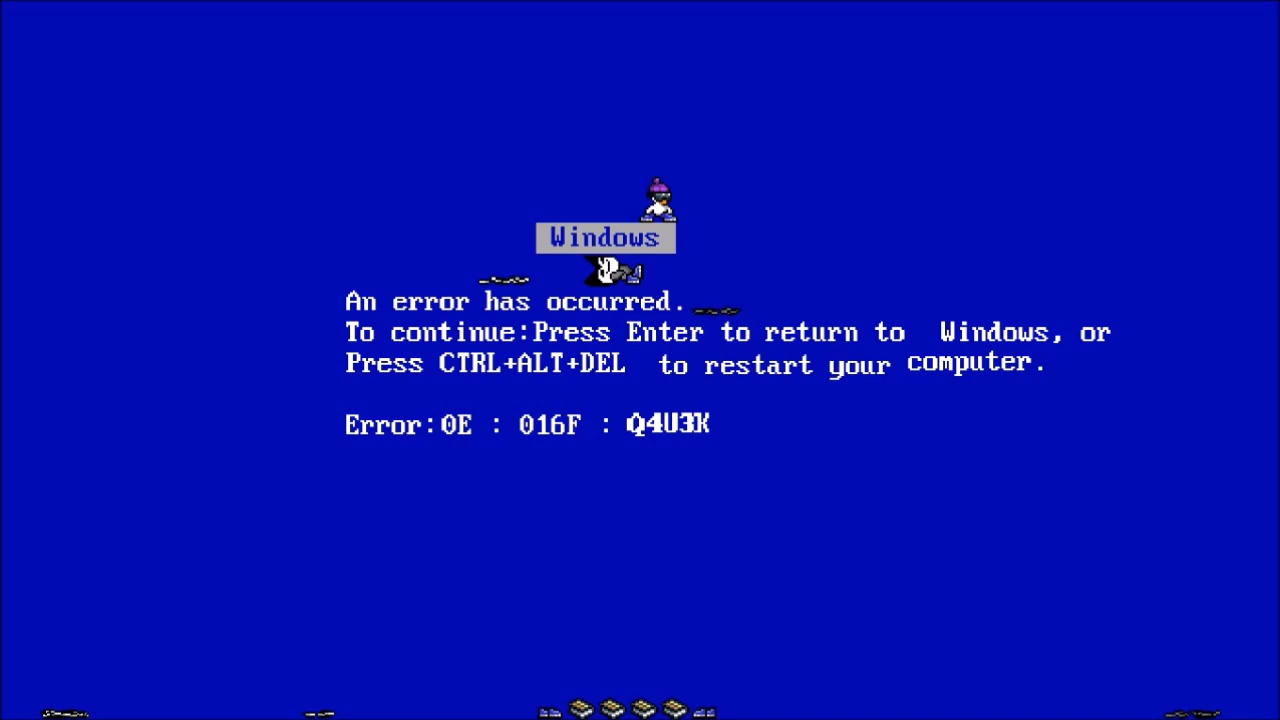 Windows
An error has occurred.
To continue:Press Enter to return to Windows, or
Press CTRL+ALT+DEL to restart your computer.
Error:0E : 016F : Q4U3K